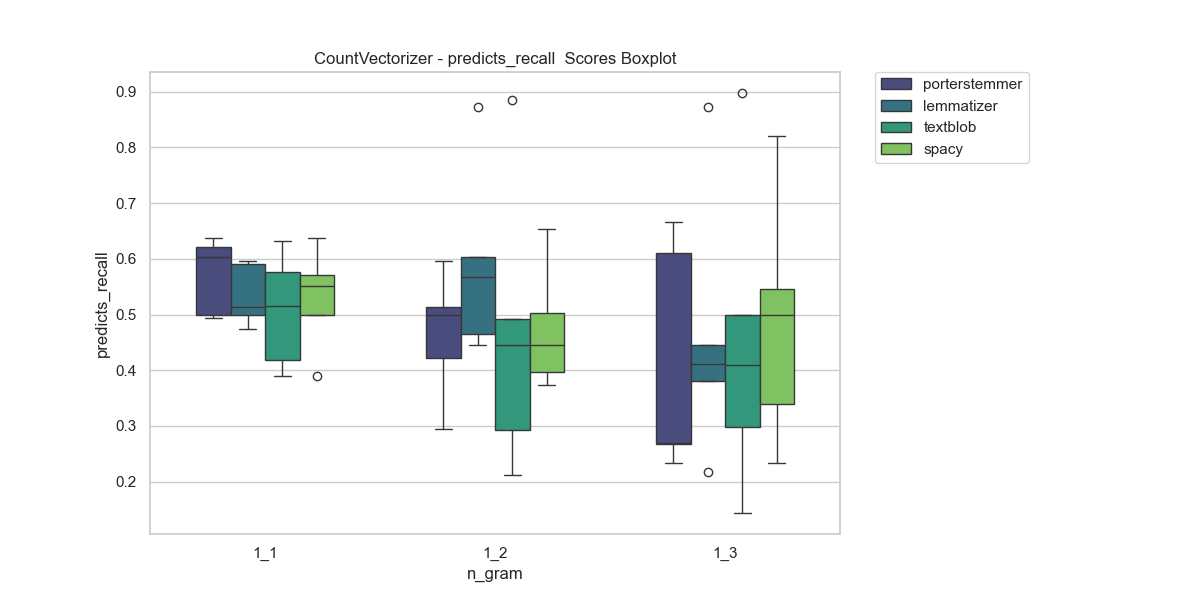 CountVectorizer - predicts_recall  Scores Boxplot
porterstemmer
lemmatizer
textblob
spacy
predicts_recall
0.9
0.8
0.7
0.6
0.5
0.4
0.3
0.2
1_1
1_2
1_3
n_gram